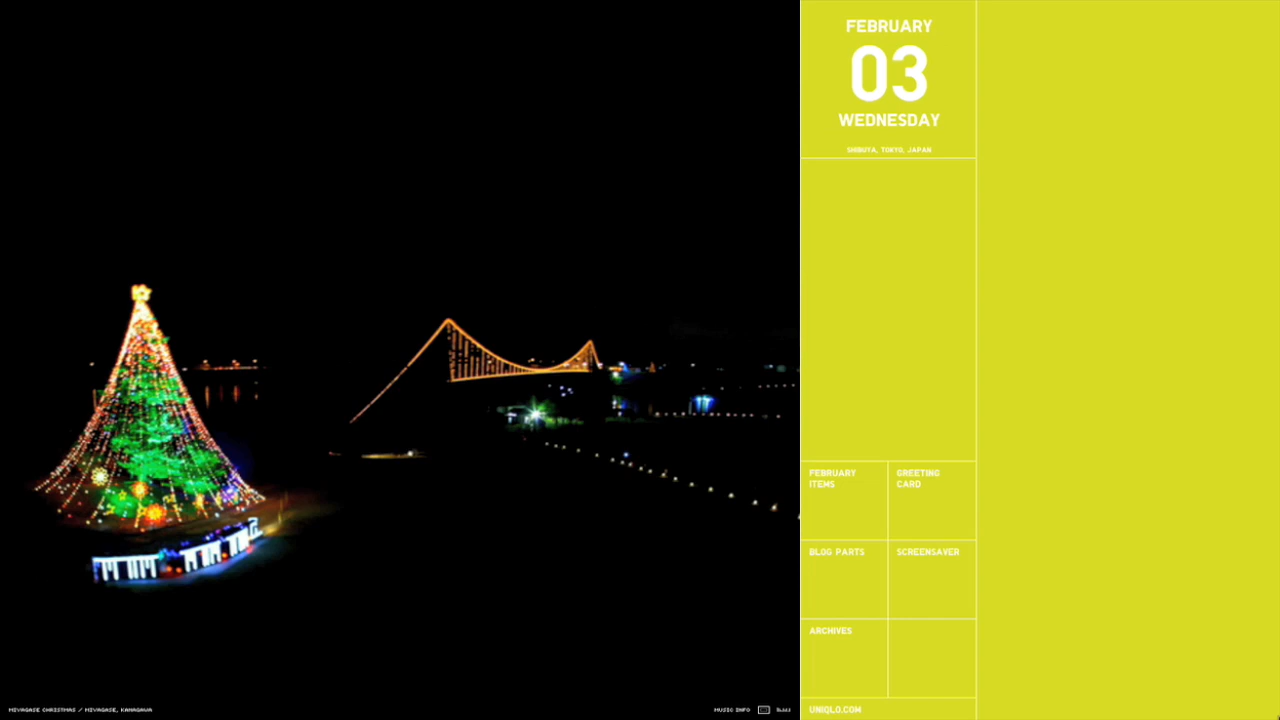 FEBRUARY
03
WEDNESDAY
SHIBUYA, TOKYO, JAPAN
FEBRUARY
ITEMS
GREETING
CARD
BLOG PARTS
SCREENSAVER
ARCHIVES
MIYAGASE CHRISTMAS / MIYAGASE, KANAGAWA
MUSIC INFO
UNIQLO.COM